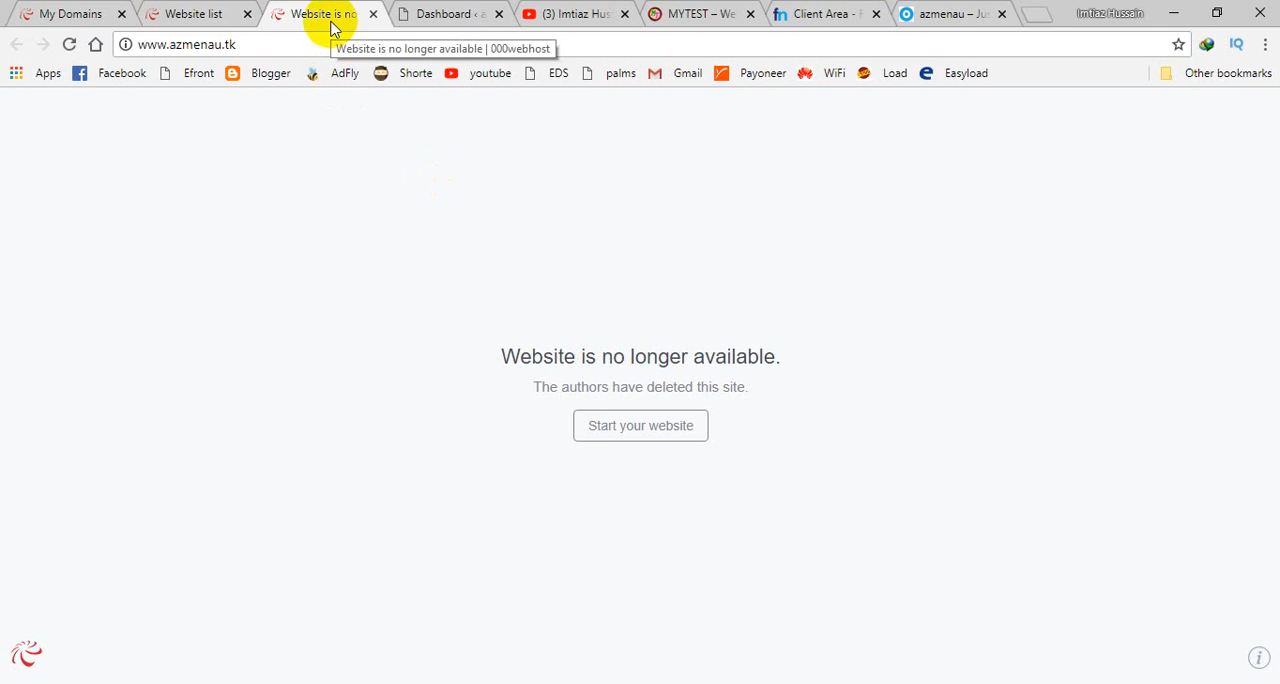 My Domains
Website list
Website is no
Dashboard ‹ a
(3) Imtiaz Hus
MYTEST – We
Client Area - F
azmenau – Jus
Imtiaz Hussain
www.azmenau.tk
Website is no longer available | 000webhost
IQ
Apps
Facebook
Efront
Blogger
AdFly
Shorte
youtube
EDS
palms
Gmail
Payoneer
WiFi
Load
Easyload
Other bookmarks
Website is no longer available.
The authors have deleted this site.
Start your website